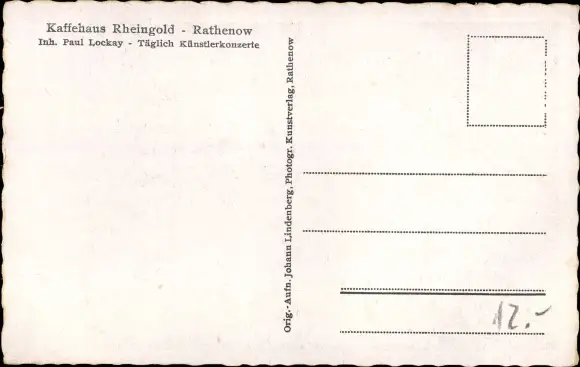 Kaffehaus Rheingold - Rathenow
Inh. Paul Lockay - Täglich Künstlerkonzerte
Orig.-Aufn. Johann Lindenberg, Photogr. Kunstverlag, Rathenow
12.-